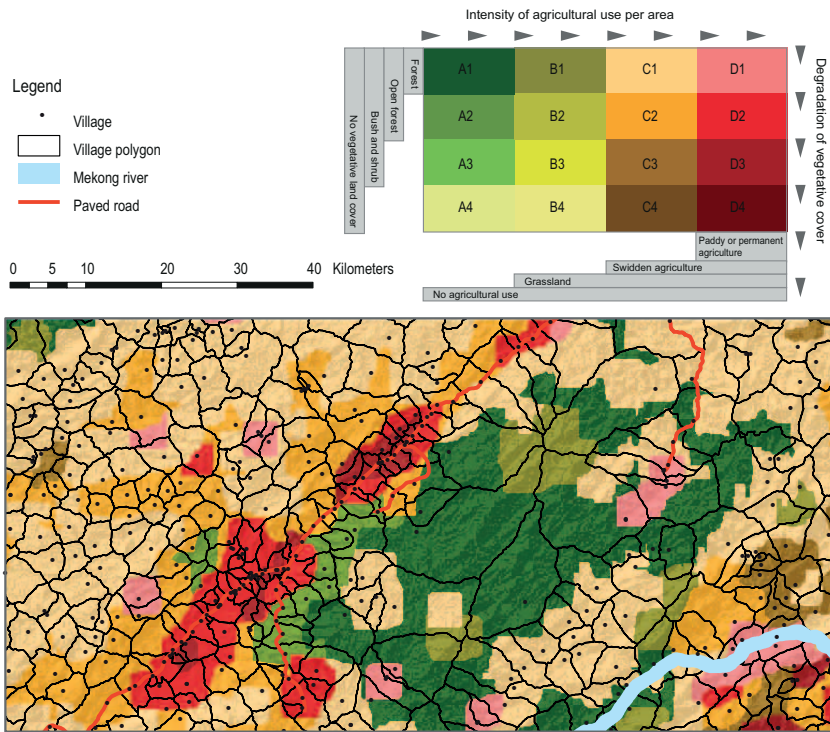 Intensity of agricultural use per area
Legend
Village
Village polygon
Mekong river
Paved road
0 5 10 20 30 40 Kilometers
No vegetative land cover
Bush and shrub
Open forest
Forest
A1 B1 C1 D1
A2 B2 C2 D2
A3 B3 C3 D3
A4 B4 C4 D4
Degradation of vegetative cover
Paddy or permanent
agriculture
Swidden agriculture
Grassland
No agricultural use